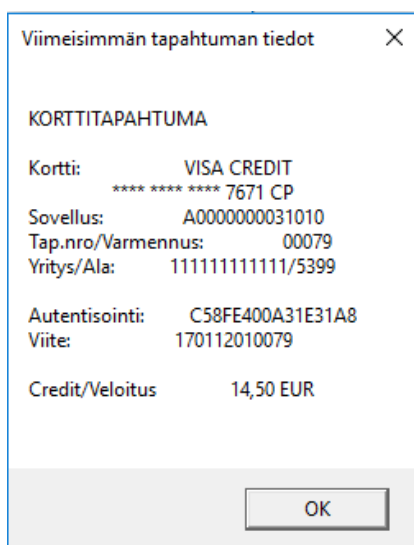 Viimeisimmän tapahtuman tiedot
KORTTITAPAHTUMA
Kortti: VISA CREDIT
**** **** **** 7671 CP
Sovellus: A0000000031010
Tap.nro/Varmennus: 00079
Yritys/Ala: 111111111111/5399
Autentisointi: C58FE400A31E31A8
Viite: 170112010079
Credit/Veloitus 14,50 EUR
OK